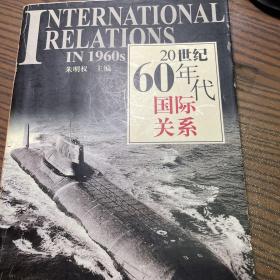 INTERNATIONAL
RELATIONS
IN 1960s
朱明权 主编
20世纪
60年代
国际
关系